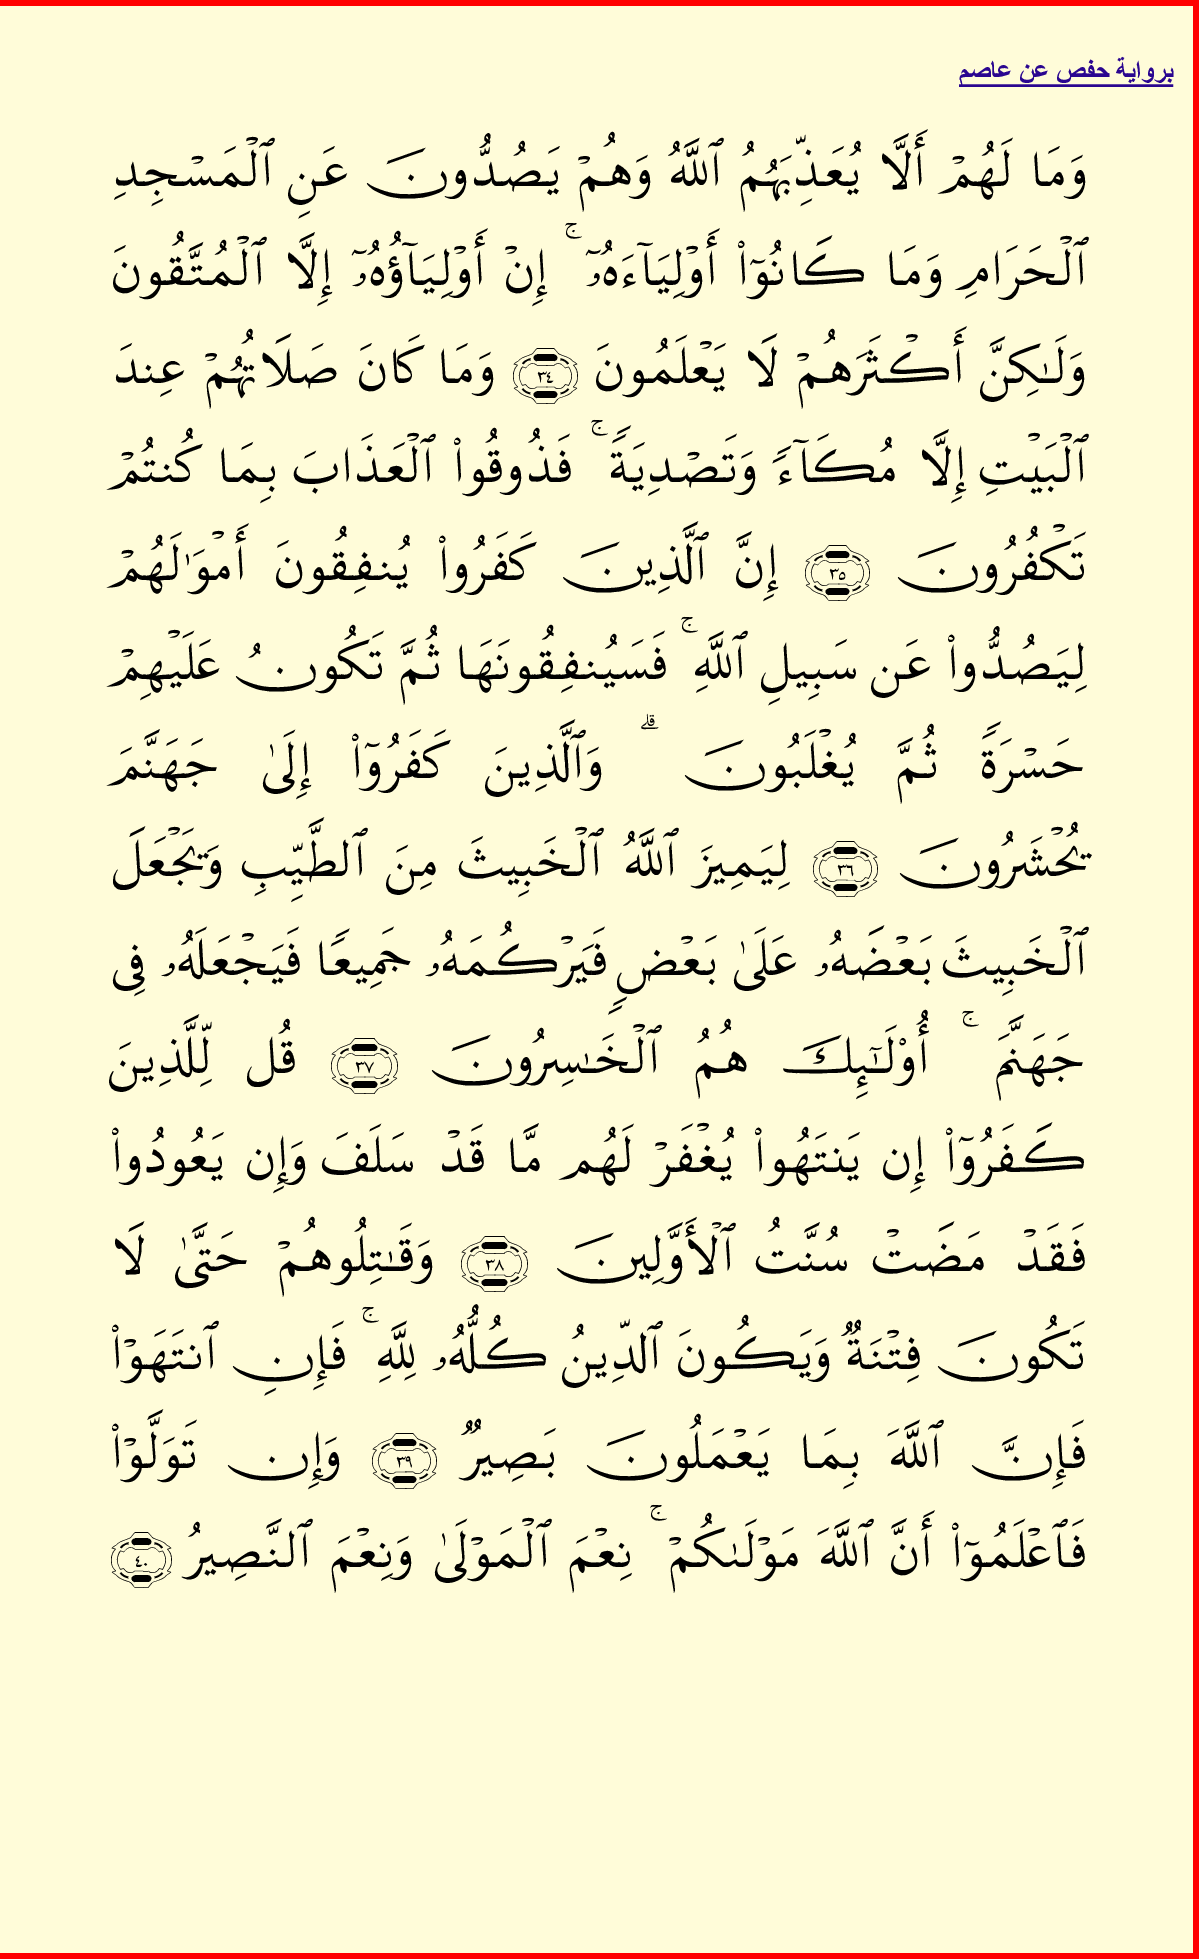 برواية حفص عن عاصم
وَمَا لَهُمْ أَلَّا يُعَذِّبَهُمُ ٱللَّهُ وَهُمْ يَصُدُّونَ عَنِ ٱلْمَسْجِدِ
ٱلْحَرَامِ وَمَا كَانُوٓا۟ أَوْلِيَآءَهُۥٓ ۚ إِنْ أَوْلِيَآؤُهُۥٓ إِلَّا ٱلْمُتَّقُونَ
وَلَـٰكِنَّ أَكْثَرَهُمْ لَا يَعْلَمُونَ ٣٤ وَمَا كَانَ صَلَاتُهُمْ عِندَ
ٱلْبَيْتِ إِلَّا مُكَآءً وَتَصْدِيَةً ۚ فَذُوقُوا۟ ٱلْعَذَابَ بِمَا كُنتُمْ
تَكْفُرُونَ ٣٥ إِنَّ ٱلَّذِينَ كَفَرُوا۟ يُنفِقُونَ أَمْوَٰلَهُمْ
لِيَصُدُّوا۟ عَن سَبِيلِ ٱللَّهِ ۚ فَسَيُنفِقُونَهَا ثُمَّ تَكُونُ عَلَيْهِمْ
حَسْرَةً ثُمَّ يُغْلَبُونَ ۗ وَٱلَّذِينَ كَفَرُوٓا۟ إِلَىٰ جَهَنَّمَ
يُحْشَرُونَ ٣٦ لِيَمِيزَ ٱللَّهُ ٱلْخَبِيثَ مِنَ ٱلطَّيِّبِ وَيَجْعَلَ
ٱلْخَبِيثَ بَعْضَهُۥ عَلَىٰ بَعْضٍ فَيَرْكُمَهُۥ جَمِيعًا فَيَجْعَلَهُۥ فِى
جَهَنَّمَ ۚ أُو۟لَـٰٓئِكَ هُمُ ٱلْخَـٰسِرُونَ ٣٧ قُل لِّلَّذِينَ
كَفَرُوٓا۟ إِن يَنتَهُوا۟ يُغْفَرْ لَهُم مَّا قَدْ سَلَفَ وَإِن يَعُودُوا۟
فَقَدْ مَضَتْ سُنَّتُ ٱلْأَوَّلِينَ ٣٨ وَقَـٰتِلُوهُمْ حَتَّىٰ لَا
تَكُونَ فِتْنَةٌ وَيَكُونَ ٱلدِّينُ كُلُّهُۥ لِلَّهِ ۚ فَإِنِ ٱنتَهَوْا۟
فَإِنَّ ٱللَّهَ بِمَا يَعْمَلُونَ بَصِيرٌ ٣٩ وَإِن تَوَلَّوْا۟
فَٱعْلَمُوٓا۟ أَنَّ ٱللَّهَ مَوْلَىٰكُمْ ۚ نِعْمَ ٱلْمَوْلَىٰ وَنِعْمَ ٱلنَّصِيرُ ٤٠